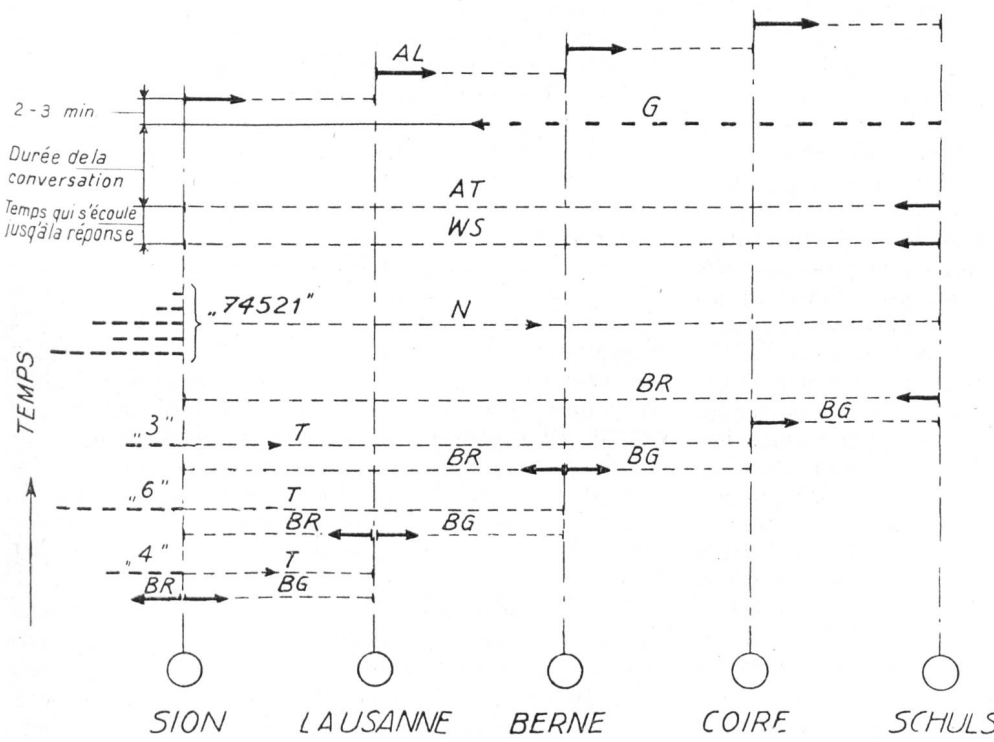 AL
2-3 min.
G
Durée de la
conversation
AT
Temps qui s'écoule
jusqu'à la réponse
WS
„74521" N
TEMPS
BR
„3" T BG
BR BG
„6" T
BR BG
„4" T
BR BG
SION LAUSANNE BERNE COIRE SCHULS